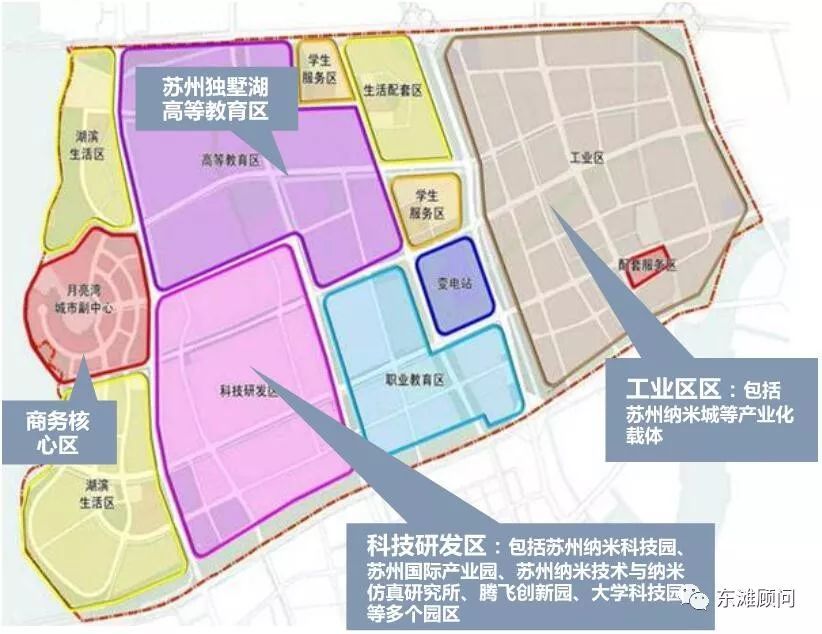 学生
服务区
苏州独墅湖
高等教育区
生活配套区
湖滨
生活区
高等教育区
工业区
学生
服务区
配套服务区
变电站
月亮湾
城市副中心
科技研发区
职业教育区
工业区区：包括
苏州纳米城等产业化
载体
商务核
心区
湖滨
生活区
科技研发区：包括苏州纳米科技园、
苏州国际产业园、苏州纳米技术与纳米
仿真研究所、腾飞创新园、大学科技园
等多个园区
东滩顾问